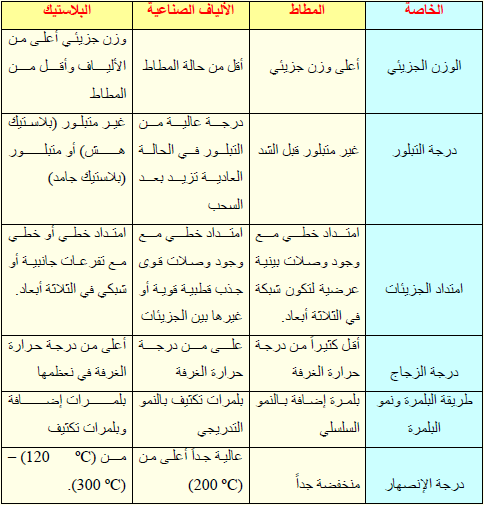 الخاصة
المطاط
الألياف الصناعية
البلاستيك
الوزن الجزيئي
أعلى وزن جزيئي
أقل من حالة المطاط
وزن جزيئي أعلى من
الألياف وأقل من
المطاط
درجة التبلور
غير متبلور قبل الشد
درجة عالية من
التبلور في الحالة
العادية تزيد بعد
السحب
غير متبلور (بلاستيك
هش) أو متبلور
(بلاستيك جامد)
امتداد الجزيئات
امتداد خطي مع
وجود وصلات بينية
عرضية لتكون شبكة
في الثلاثة أبعاد.
امتداد خطي مع
وجود وصلات قوى
جذب قطبية قوية أو
غيرها بين الجزيئات
امتداد خطي أو خطي
مع تفرعات جانبية أو
شبكي في الثلاثة أبعاد.
درجة الزجاج
أقل كثيراً من درجة
حرارة الغرفة
على من درجة
حرارة الغرفة
أعلى من درجة حرارة
الغرفة في نعظمها
طريقة البلمرة ونمو
البلمرة
بلمرة إضافة بالنمو
السلسلي
بلمرات تكثيف بالنمو
التدريجي
بلمرات إضافة
وبلمرات تكثيف
درجة الإنصهار
منخفضة جداً
عالية جداً أعلى من
(200 ºC)
من (120 ºC) –
(300 ºC).